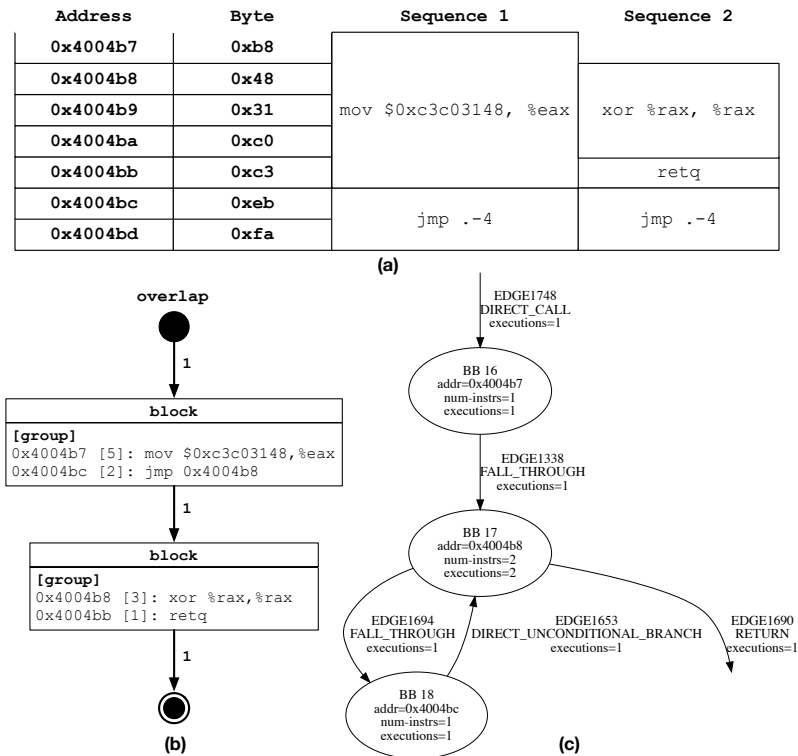 Address Byte Sequence 1 Sequence 2
0x4004b7 0xb8
0x4004b8 0x48
0x4004b9 0x31 mov $0xc3c03148, %eax xor %rax, %rax
0x4004ba 0xc0
0x4004bb 0xc3 retq
0x4004bc 0xeb
jmp .-4 jmp .-4
0x4004bd 0xfa
(a)
overlap
1
block
[group]
0x4004b7 [5]: mov $0xc3c03148,%eax
0x4004bc [2]: jmp 0x4004b8
1
block
[group]
0x4004b8 [3]: xor %rax,%rax
0x4004bb [1]: retq
1
(b)
EDGE1748
DIRECT_CALL
executions=1
BB 16
addr=0x4004b7
num-instrs=1
executions=1
EDGE1338
FALL_THROUGH
executions=1
BB 17
addr=0x4004b8
num-instrs=2
executions=2
EDGE1694
FALL_THROUGH
executions=1
EDGE1653
DIRECT_UNCONDITIONAL_BRANCH
executions=1
EDGE1690
RETURN
executions=1
BB 18
addr=0x4004bc
num-instrs=1
executions=1
(c)